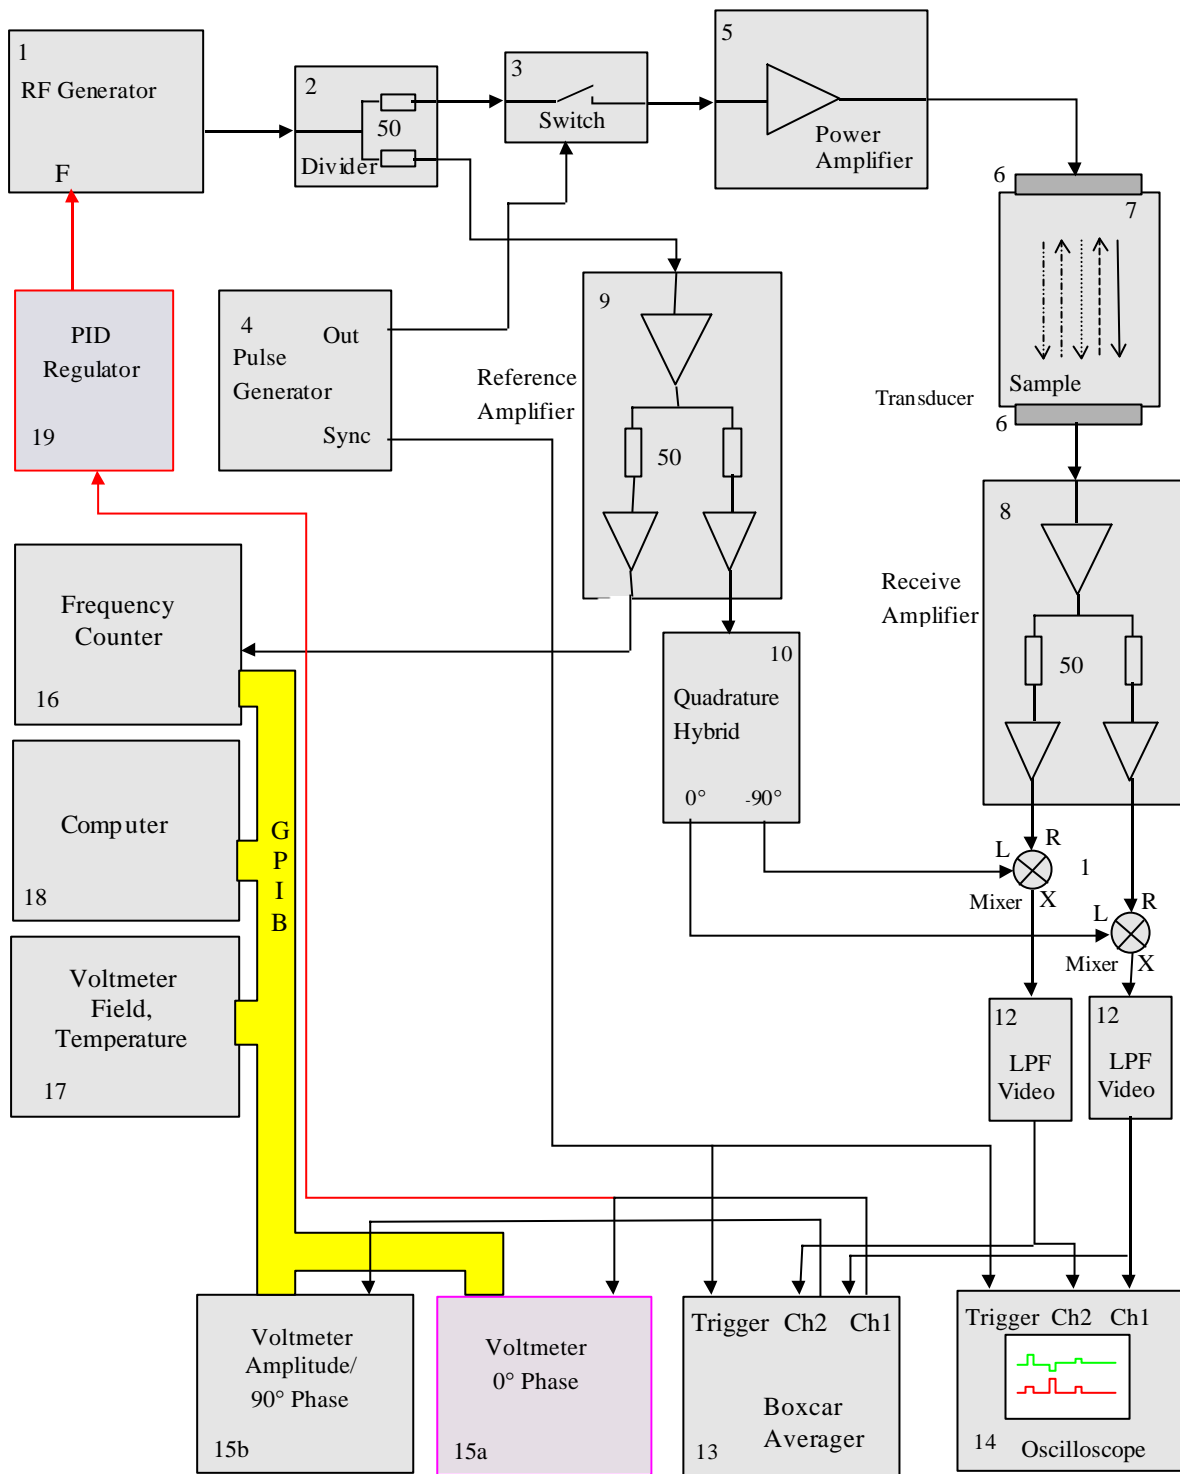 1
RF Generator
F
2
50
Divider
3
Switch
5
Power
Amplifier
6
7
Sample
6
Transducer
PID
Regulator
19
4
Out
Pulse
Generator
Sync
9
Reference
Amplifier
50
8
Receive
Amplifier
50
Frequency
Counter
16
10
Quadrature
Hybrid
0°
-90°
Computer
18
G
P
I
B
L
R
1
Mixer
X
L
R
Mixer
X
Voltmeter
Field,
Temperature
17
12
LPF
Video
12
LPF
Video
Voltmeter
Amplitude/
90° Phase
15b
Voltmeter
0° Phase
15a
Trigger Ch2 Ch1
Boxcar
Averager
13
Trigger Ch2 Ch1
14
Oscilloscope